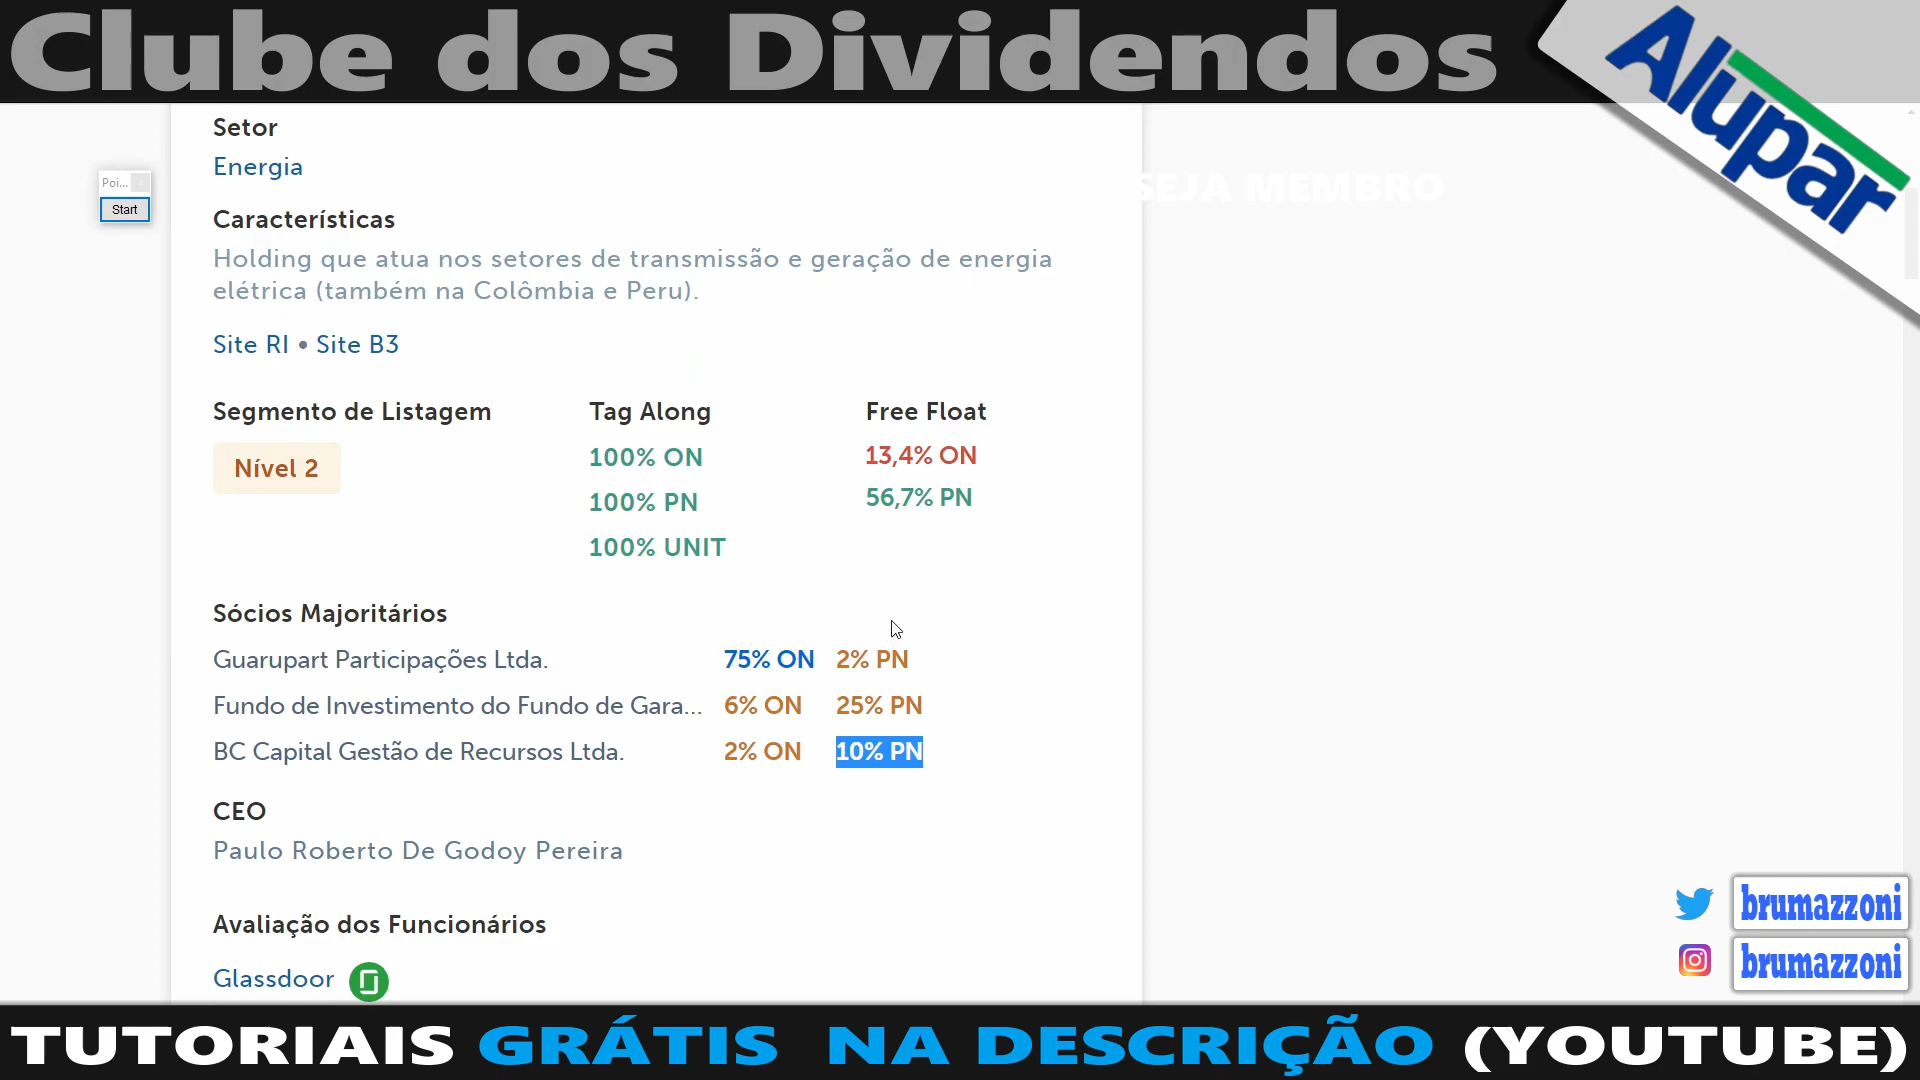 Clube dos Dividendos
Alupar
Setor
Energia
Poi...
Start
SEJA MEMBRO
Características
Holding que atua nos setores de transmissão e geração de energia
elétrica (também na Colômbia e Peru).
Site RI • Site B3
Segmento de Listagem Tag Along Free Float
Nível 2 100% ON 13,4% ON
100% PN 56,7% PN
100% UNIT
Sócios Majoritários
Guarupart Participações Ltda. 75% ON 2% PN
Fundo de Investimento do Fundo de Gara... 6% ON 25% PN
BC Capital Gestão de Recursos Ltda. 2% ON 10% PN
CEO
Paulo Roberto De Godoy Pereira
Avaliação dos Funcionários
Glassdoor
brumazzoni
brumazzoni
TUTORIAIS GRÁTIS NA DESCRIÇÃO (YOUTUBE)